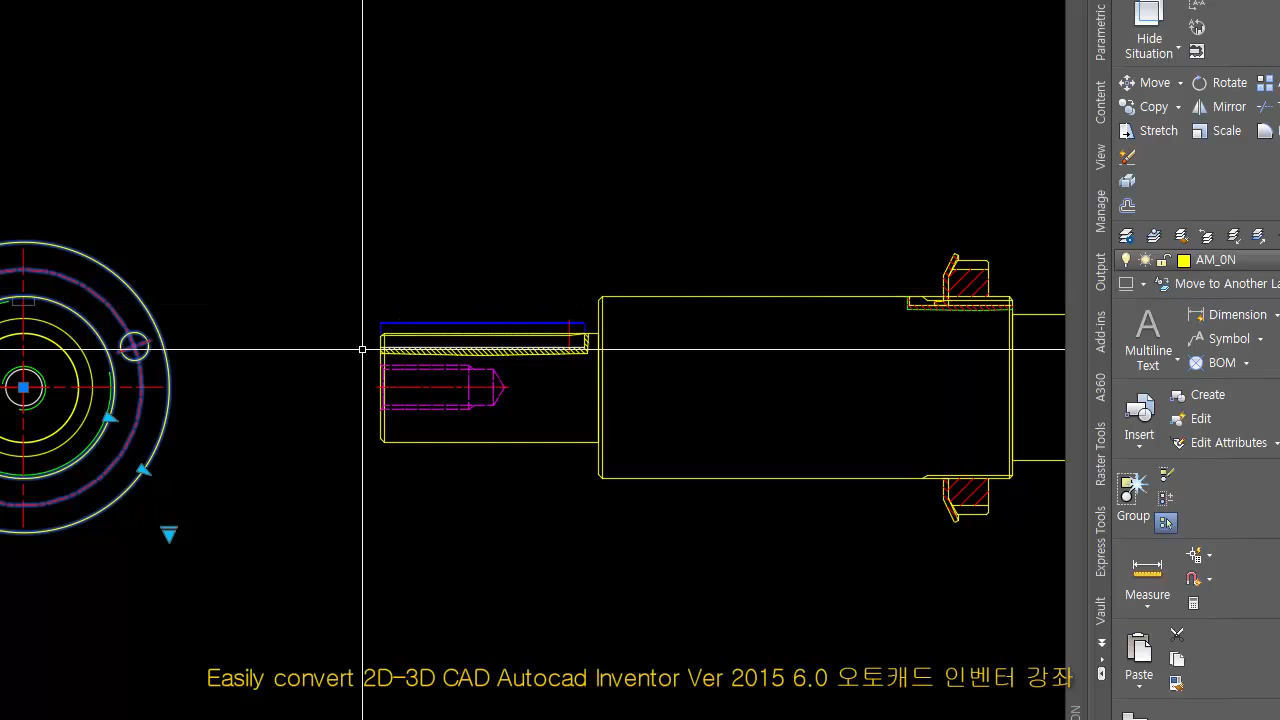 Parametric
Content
View
Manage
Output
Add-ins
A360
Raster Tools
Express Tools
Vault
Hide
Situation
Move
Rotate
Copy
Mirror
Stretch
Scale
AM_0N
Move to Another La
Multiline
Text
Dimension
Symbol
BOM
Insert
Create
Edit
Edit Attributes
Group
Measure
Paste
Easily convert 2D-3D CAD Autocad Inventor Ver 2015 6.0 오토캐드 인벤터 강좌